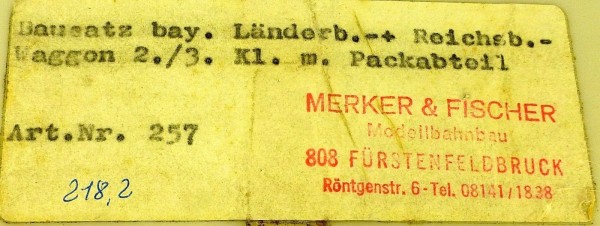 Bausatz bay. Länderb.-+ Reichsb.-
Waggon 2./3. Kl. m. Packabteil
Art.Nr. 257
218,2
MERKER & FISCHER
Modellbahnbau
808 FÜRSTENFELDBRUCK
Röntgenstr. 6 - Tel. 08141/1838